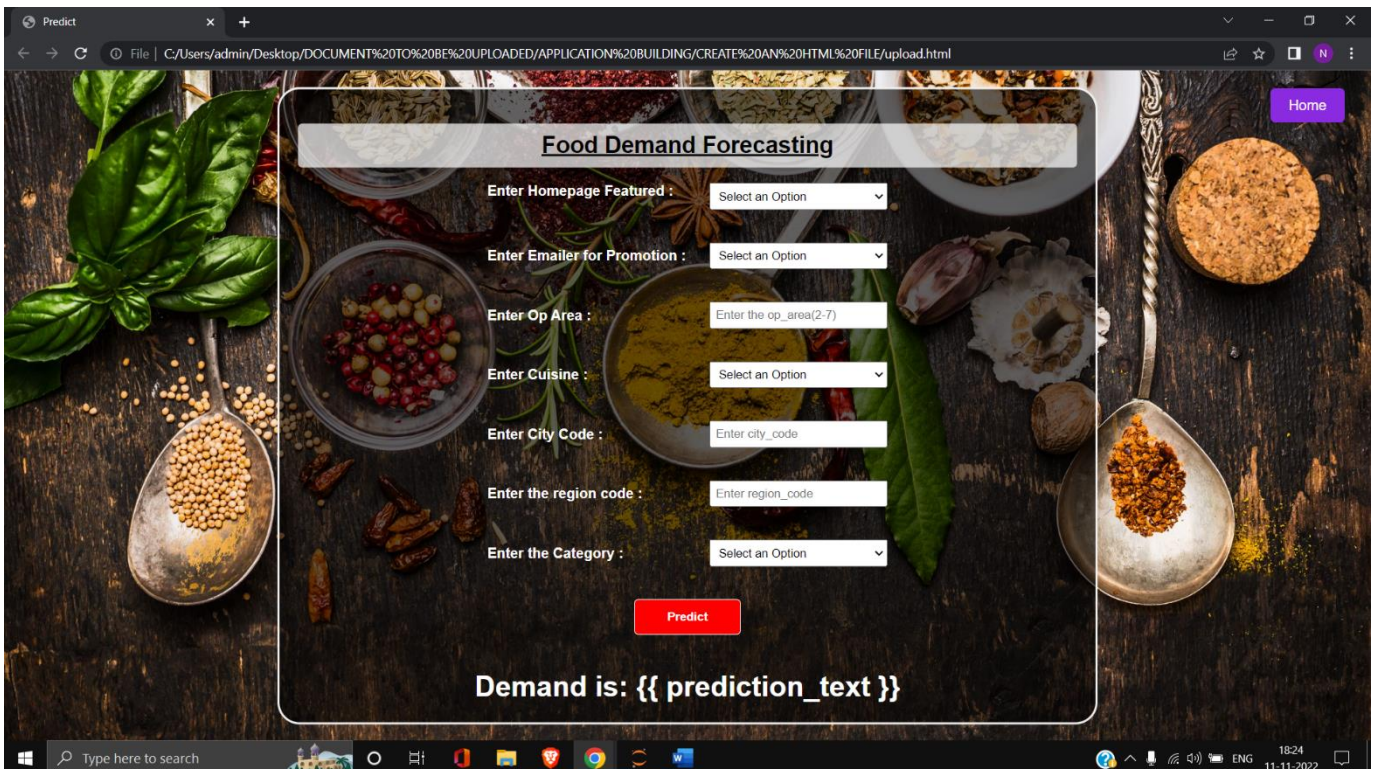 Predict
File | C:/Users/admin/Desktop/DOCUMENT%20TO%20BE%20UPLOADED/APPLICATION%20BUILDING/CREATE%20AN%20HTML%20FILE/upload.html
N
Home
Food Demand Forecasting
Enter Homepage Featured : Select an Option
Enter Emailer for Promotion : Select an Option
Enter Op Area : Enter the op_area(2-7)
Enter Cuisine : Select an Option
Enter City Code : Enter city_code
Enter the region code : Enter region_code
Enter the Category : Select an Option
Predict
Demand is: {{ prediction_text }}
Type here to search
W
ENG
18:24
11-11-2022